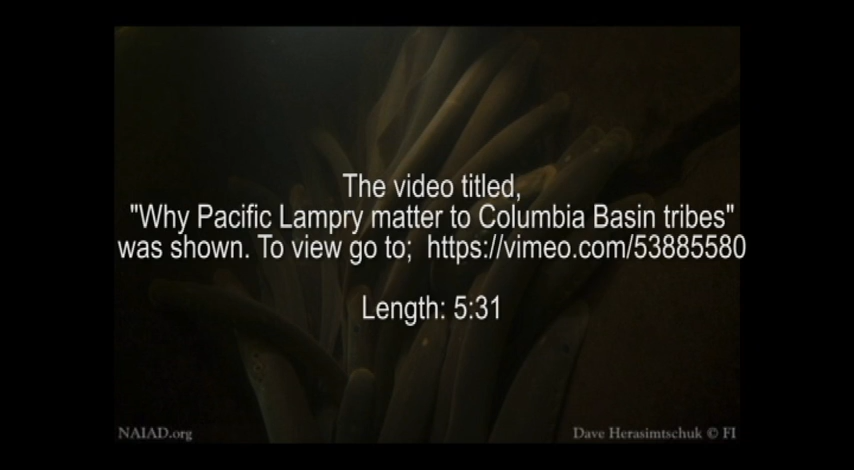 The video titled,
"Why Pacific Lampry matter to Columbia Basin tribes"
was shown. To view go to;  https://vimeo.com/53885580
Length: 5:31
NAIAD.org
Dave Herasimtschuk © FI